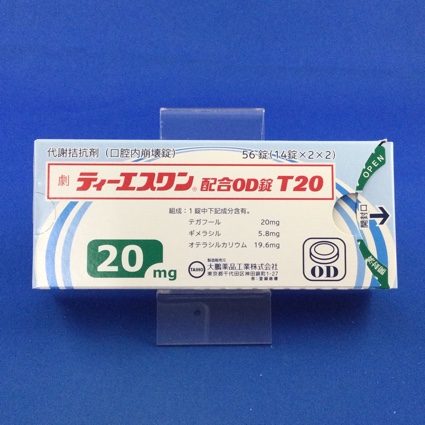 代謝拮抗剤（口腔内崩壊錠）
56錠（14錠×2×2）
劇 ティーエスワン® 配合OD錠 T20
組成：1錠中下記成分含有。
テガフール 20mg
ギメラシル 5.8mg
オテラシルカリウム 19.6mg
20mg
製造販売元
TAIHO 大鵬薬品工業株式会社
東京都千代田区神田錦町1-27
OD
OPEN
開封口